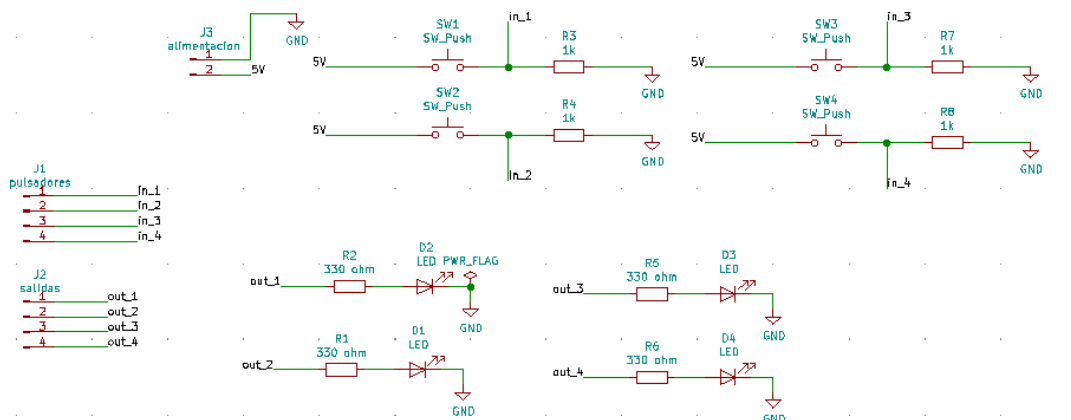 J3
alimentacion
1
2
5V
GND
SW1
SW_Push
5V
in_1
R3
1k
GND
SW2
SW_Push
5V
in_2
R4
1k
GND
SW3
SW_Push
5V
in_3
R7
1k
GND
SW4
SW_Push
5V
in_4
R8
1k
GND
J1
pulsadores
1 in_1
2 in_2
3 in_3
4 in_4
J2
salidas
1 out_1
2 out_2
3 out_3
4 out_4
out_1
R2
330 ohm
D2
LED
PWR_FLAG
GND
out_2
R1
330 ohm
D1
LED
GND
out_3
R5
330 ohm
D3
LED
GND
out_4
R6
330 ohm
D4
LED
GND